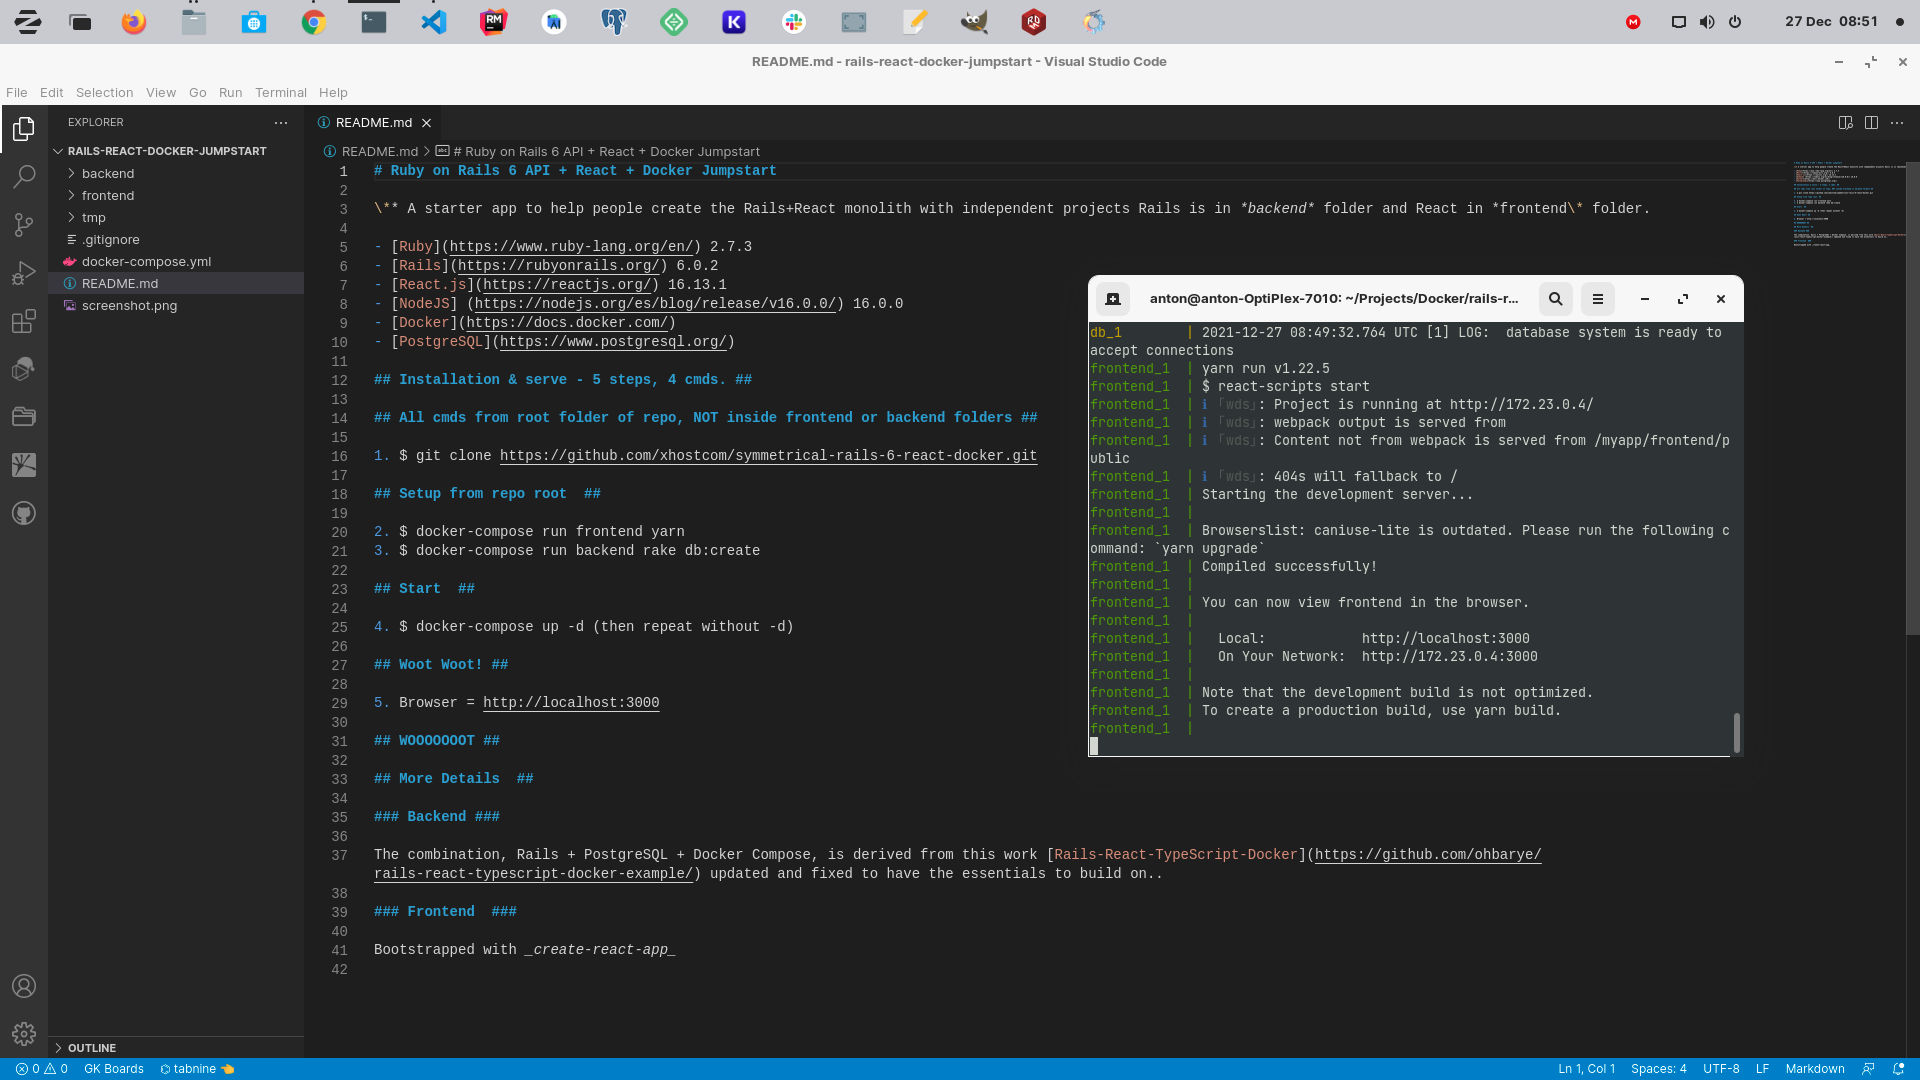 27 Dec 08:51
README.md - rails-react-docker-jumpstart - Visual Studio Code
File Edit Selection View Go Run Terminal Help
EXPLORER
RAILS-REACT-DOCKER-JUMPSTART
backend
frontend
tmp
.gitignore
docker-compose.yml
README.md
screenshot.png
OUTLINE
README.md
README.md > # Ruby on Rails 6 API + React + Docker Jumpstart
1 # Ruby on Rails 6 API + React + Docker Jumpstart
2
3 \** A starter app to help people create the Rails+React monolith with independent projects Rails is in *backend* folder and React in *frontend\* folder.
4
5 - [Ruby](https://www.ruby-lang.org/en/) 2.7.3
6 - [Rails](https://rubyonrails.org/) 6.0.2
7 - [React.js](https://reactjs.org/) 16.13.1
8 - [NodeJS] (https://nodejs.org/es/blog/release/v16.0.0/) 16.0.0
9 - [Docker](https://docs.docker.com/)
10 - [PostgreSQL](https://www.postgresql.org/)
11
12 ## Installation & serve - 5 steps, 4 cmds. ##
13
14 ## All cmds from root folder of repo, NOT inside frontend or backend folders ##
15
16 1. $ git clone https://github.com/xhostcom/symmetrical-rails-6-react-docker.git
17
18 ## Setup from repo root  ##
19
20 2. $ docker-compose run frontend yarn
21 3. $ docker-compose run backend rake db:create
22
23 ## Start  ##
24
25 4. $ docker-compose up -d (then repeat without -d)
26
27 ## Woot Woot! ##
28
29 5. Browser = http://localhost:3000
30
31 ## WOOOOOOOT ##
32
33 ## More Details  ##
34
35 ### Backend ###
36
37 The combination, Rails + PostgreSQL + Docker Compose, is derived from this work [Rails-React-TypeScript-Docker](https://github.com/ohbarye/
rails-react-typescript-docker-example/) updated and fixed to have the essentials to build on..
38
39 ### Frontend  ###
40
41 Bootstrapped with _create-react-app_
42
anton@anton-OptiPlex-7010: ~/Projects/Docker/rails-r...
db_1        | 2021-12-27 08:49:32.764 UTC [1] LOG:  database system is ready to
accept connections
frontend_1  | yarn run v1.22.5
frontend_1  | $ react-scripts start
frontend_1  | ℹ ｢wds｣: Project is running at http://172.23.0.4/
frontend_1  | ℹ ｢wds｣: webpack output is served from
frontend_1  | ℹ ｢wds｣: Content not from webpack is served from /myapp/frontend/p
ublic
frontend_1  | ℹ ｢wds｣: 404s will fallback to /
frontend_1  | Starting the development server...
frontend_1  |
frontend_1  | Browserslist: caniuse-lite is outdated. Please run the following c
ommand: `yarn upgrade`
frontend_1  | Compiled successfully!
frontend_1  |
frontend_1  | You can now view frontend in the browser.
frontend_1  |
frontend_1  |   Local:            http://localhost:3000
frontend_1  |   On Your Network:  http://172.23.0.4:3000
frontend_1  |
frontend_1  | Note that the development build is not optimized.
frontend_1  | To create a production build, use yarn build.
frontend_1  |
0 0 GK Boards tabnine Ln 1, Col 1 Spaces: 4 UTF-8 LF Markdown